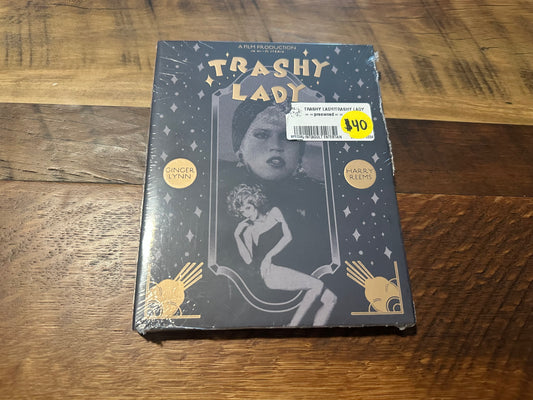 A FILM PRODUCTION
TRASHY
LADY
TRASHY LADY/TRASHY LADY
preowned
$40
GINGER
LYNN
HARRY
REEMS